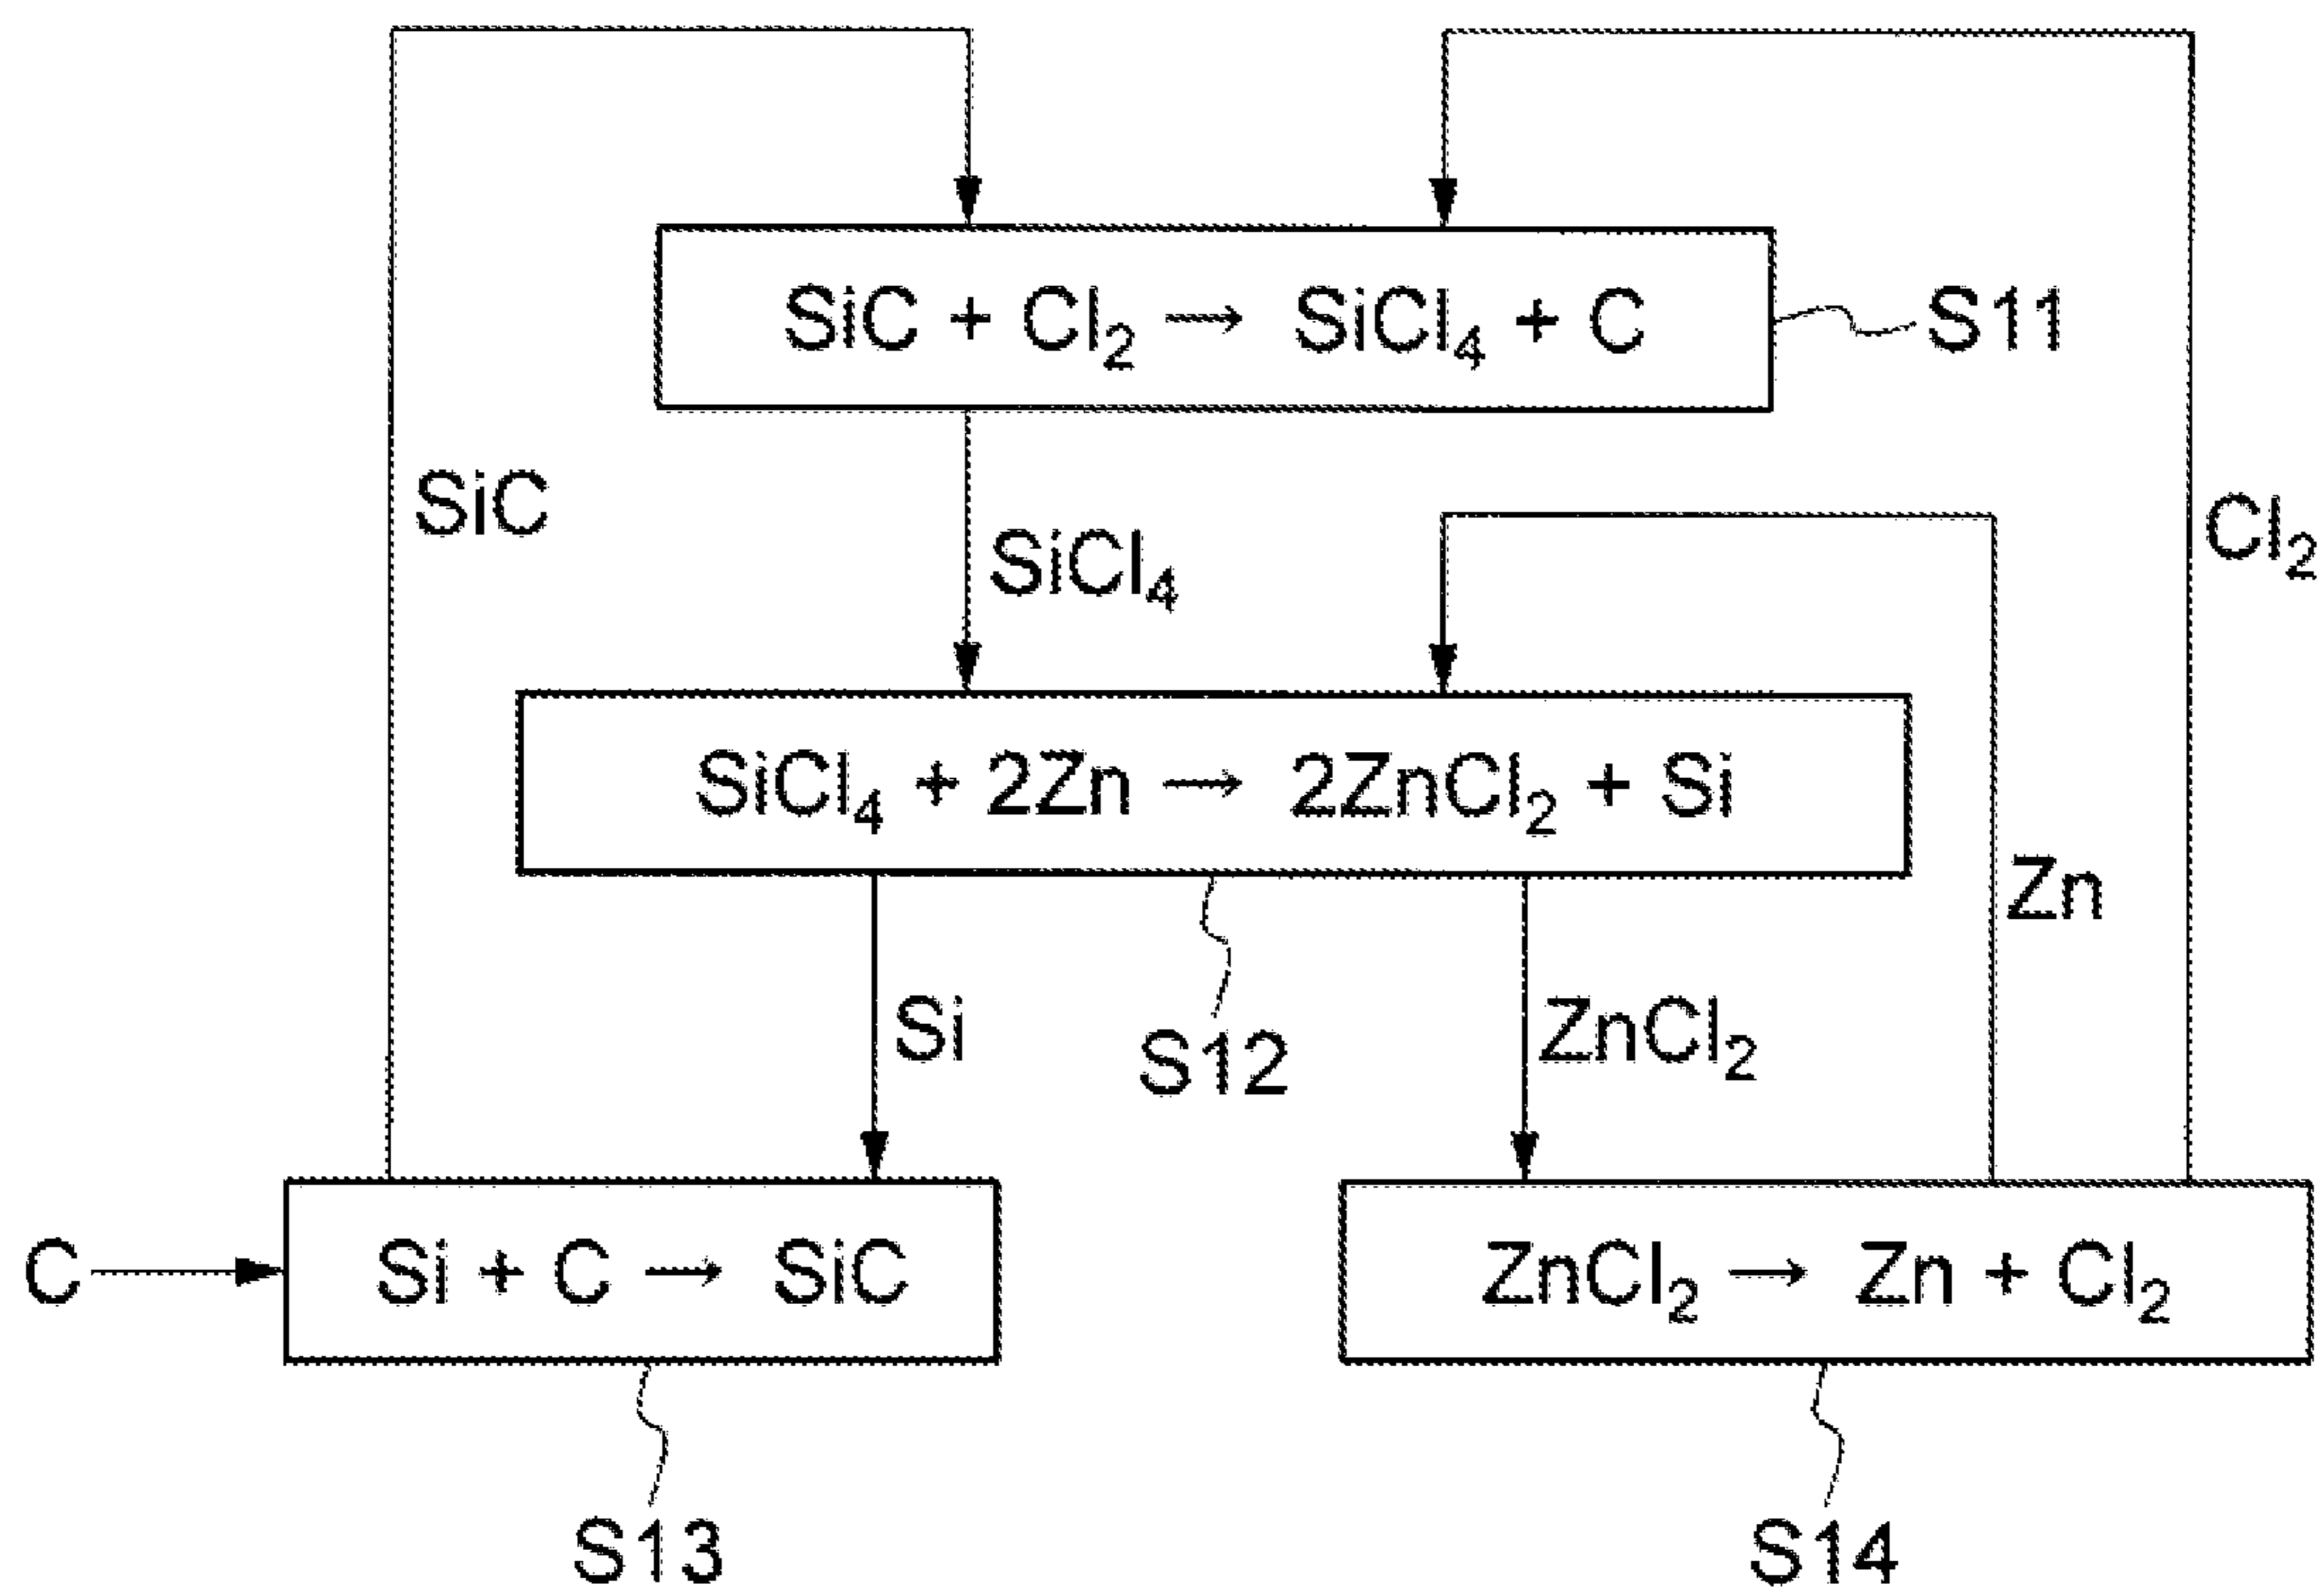 SiC + Cl₂ → SiCl₄ + C
S11
SiC
SiCl₄
Cl₂
SiCl₄ + 2Zn → 2ZnCl₂ + Si
Zn
Si
S12
ZnCl₂
C
Si + C → SiC
ZnCl₂ → Zn + Cl₂
S13
S14